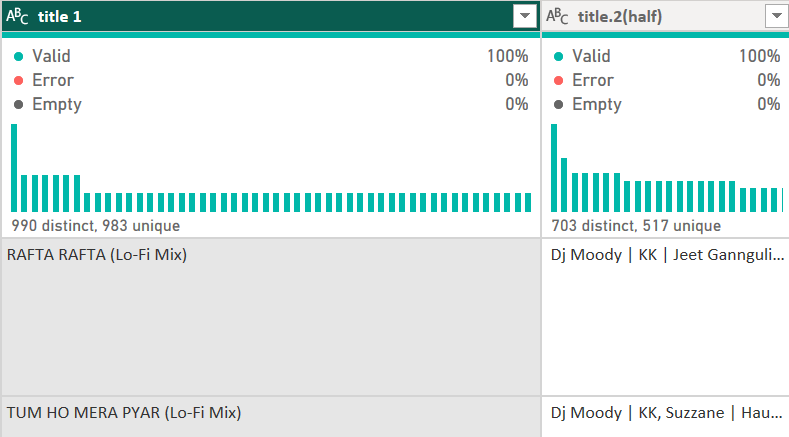 ABC title 1
ABC title.2(half)
Valid 100%
Error 0%
Empty 0%
990 distinct, 983 unique
Valid 100%
Error 0%
Empty 0%
703 distinct, 517 unique
RAFTA RAFTA (Lo-Fi Mix)
Dj Moody | KK | Jeet Gannguli...
TUM HO MERA PYAR (Lo-Fi Mix)
Dj Moody | KK, Suzzane | Hau...